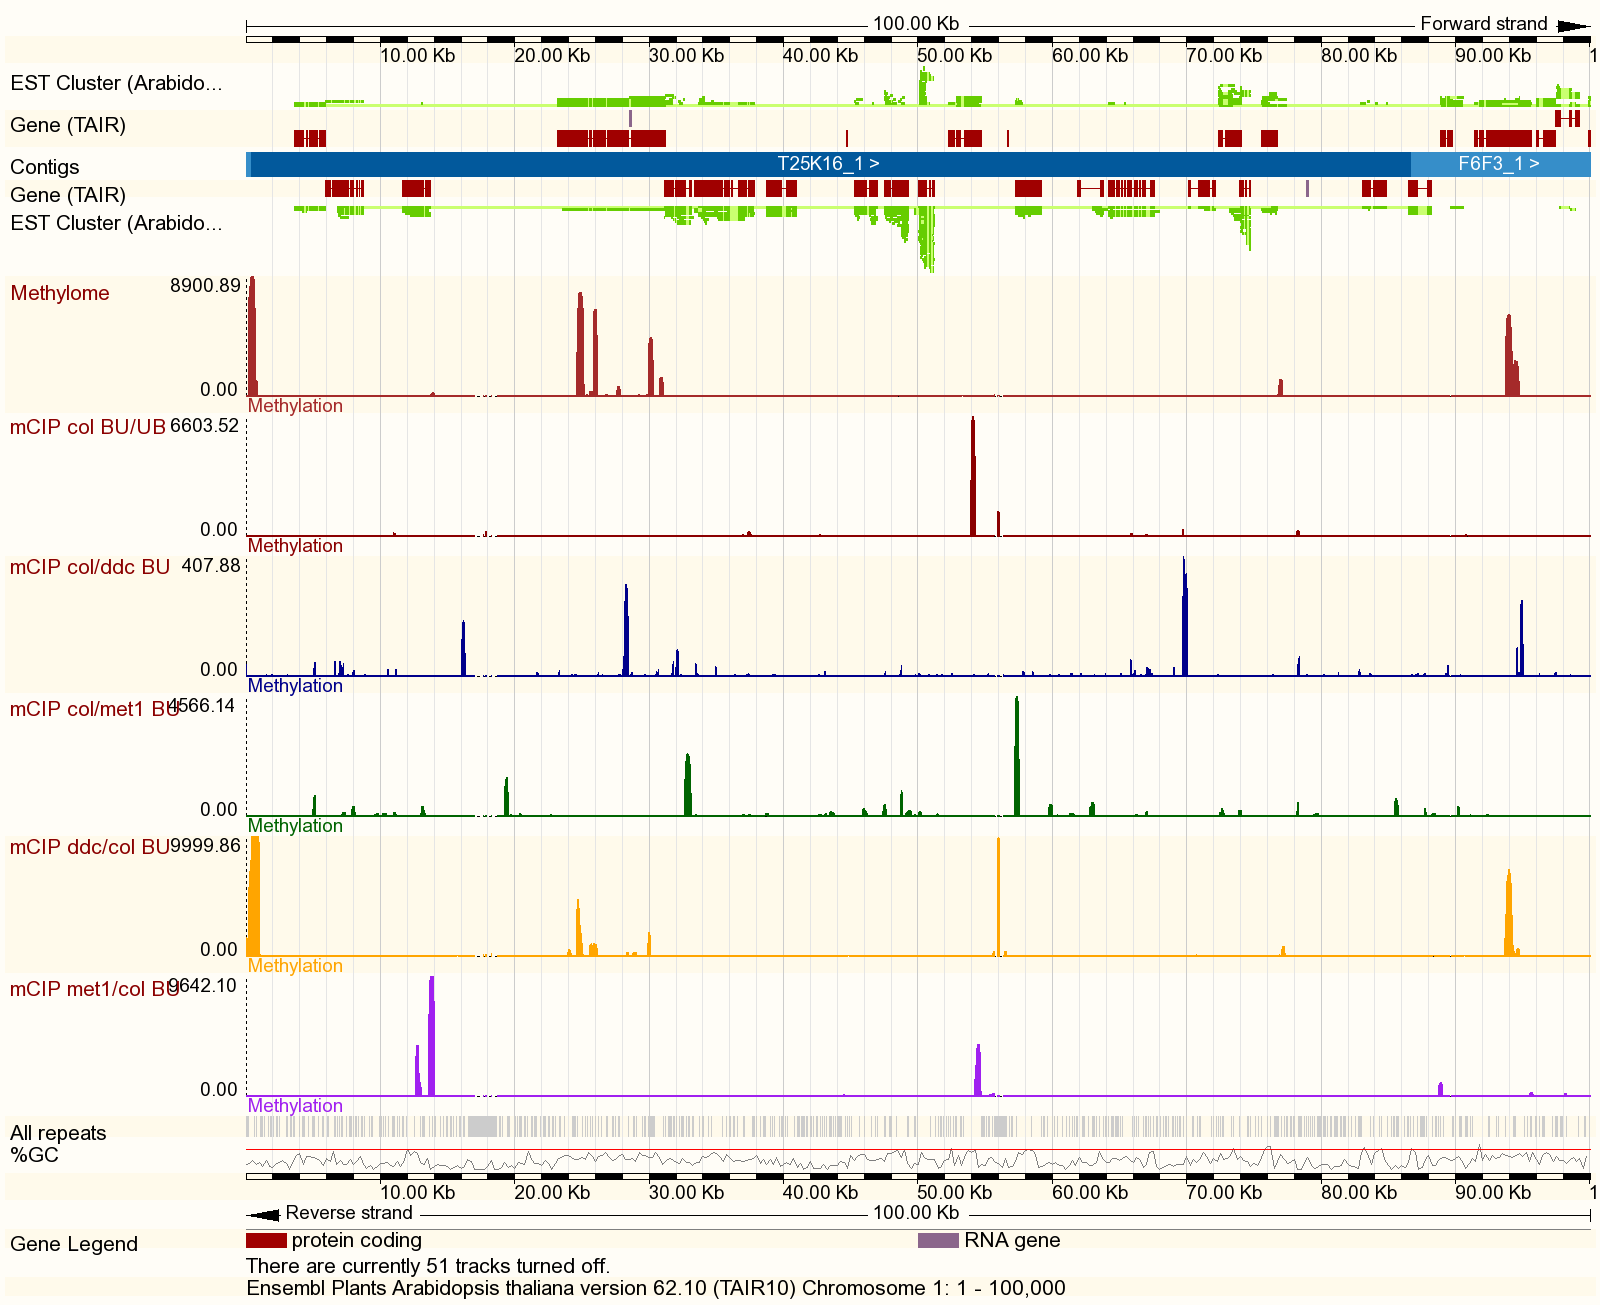 100.00 Kb Forward strand
10.00 Kb 20.00 Kb 30.00 Kb 40.00 Kb 50.00 Kb 60.00 Kb 70.00 Kb 80.00 Kb 90.00 Kb 1
EST Cluster (Arabido...
Gene (TAIR)
Contigs T25K16_1 > F6F3_1 >
Gene (TAIR)
EST Cluster (Arabido...
Methylome 8900.89
0.00
Methylation
mCIP col BU/UB 6603.52
0.00
Methylation
mCIP col/ddc BU 407.88
0.00
Methylation
mCIP col/met1 BU 4566.14
0.00
Methylation
mCIP ddc/col BU 9999.86
0.00
Methylation
mCIP met1/col BU 9642.10
0.00
Methylation
All repeats
%GC
10.00 Kb 20.00 Kb 30.00 Kb 40.00 Kb 50.00 Kb 60.00 Kb 70.00 Kb 80.00 Kb 90.00 Kb 1
Reverse strand 100.00 Kb
Gene Legend protein coding RNA gene
There are currently 51 tracks turned off.
Ensembl Plants Arabidopsis thaliana version 62.10 (TAIR10) Chromosome 1: 1 - 100,000